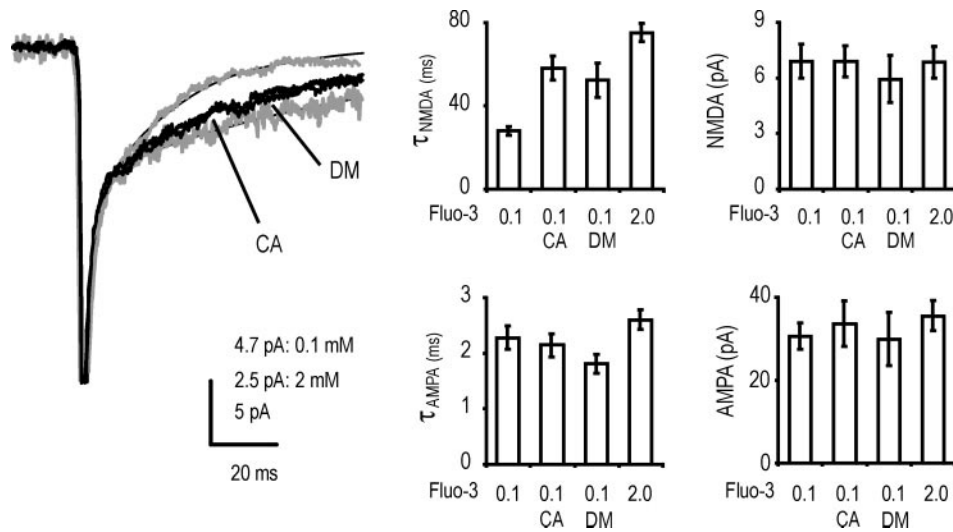 DM
CA
4.7 pA: 0.1 mM
2.5 pA: 2 mM
5 pA
20 ms
τNMDA (ms)
80
40
0
Fluo-3 0.1 0.1 0.1 2.0
CA DM
NMDA (pA)
9
6
3
0
0.1 0.1 0.1 2.0
CA DM
τAMPA (ms)
3
2
1
0
Fluo-3 0.1 0.1 0.1 2.0
CA DM
AMPA (pA)
40
20
0
0.1 0.1 0.1 2.0
CA DM